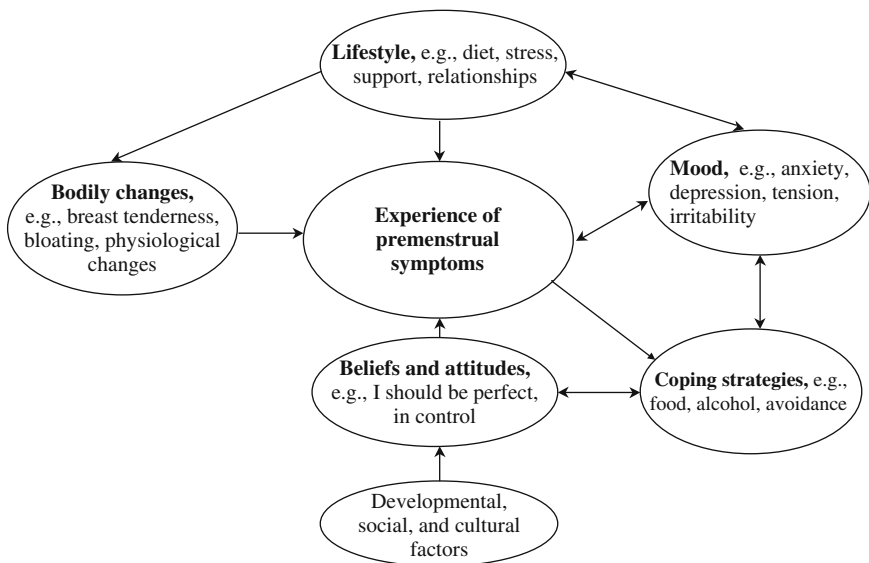 Lifestyle, e.g., diet, stress,
support, relationships
Bodily changes,
e.g., breast tenderness,
bloating, physiological
changes
Experience of
premenstrual
symptoms
Mood, e.g., anxiety,
depression, tension,
irritability
Beliefs and attitudes,
e.g., I should be perfect,
in control
Coping strategies, e.g.,
food, alcohol, avoidance
Developmental,
social, and cultural
factors